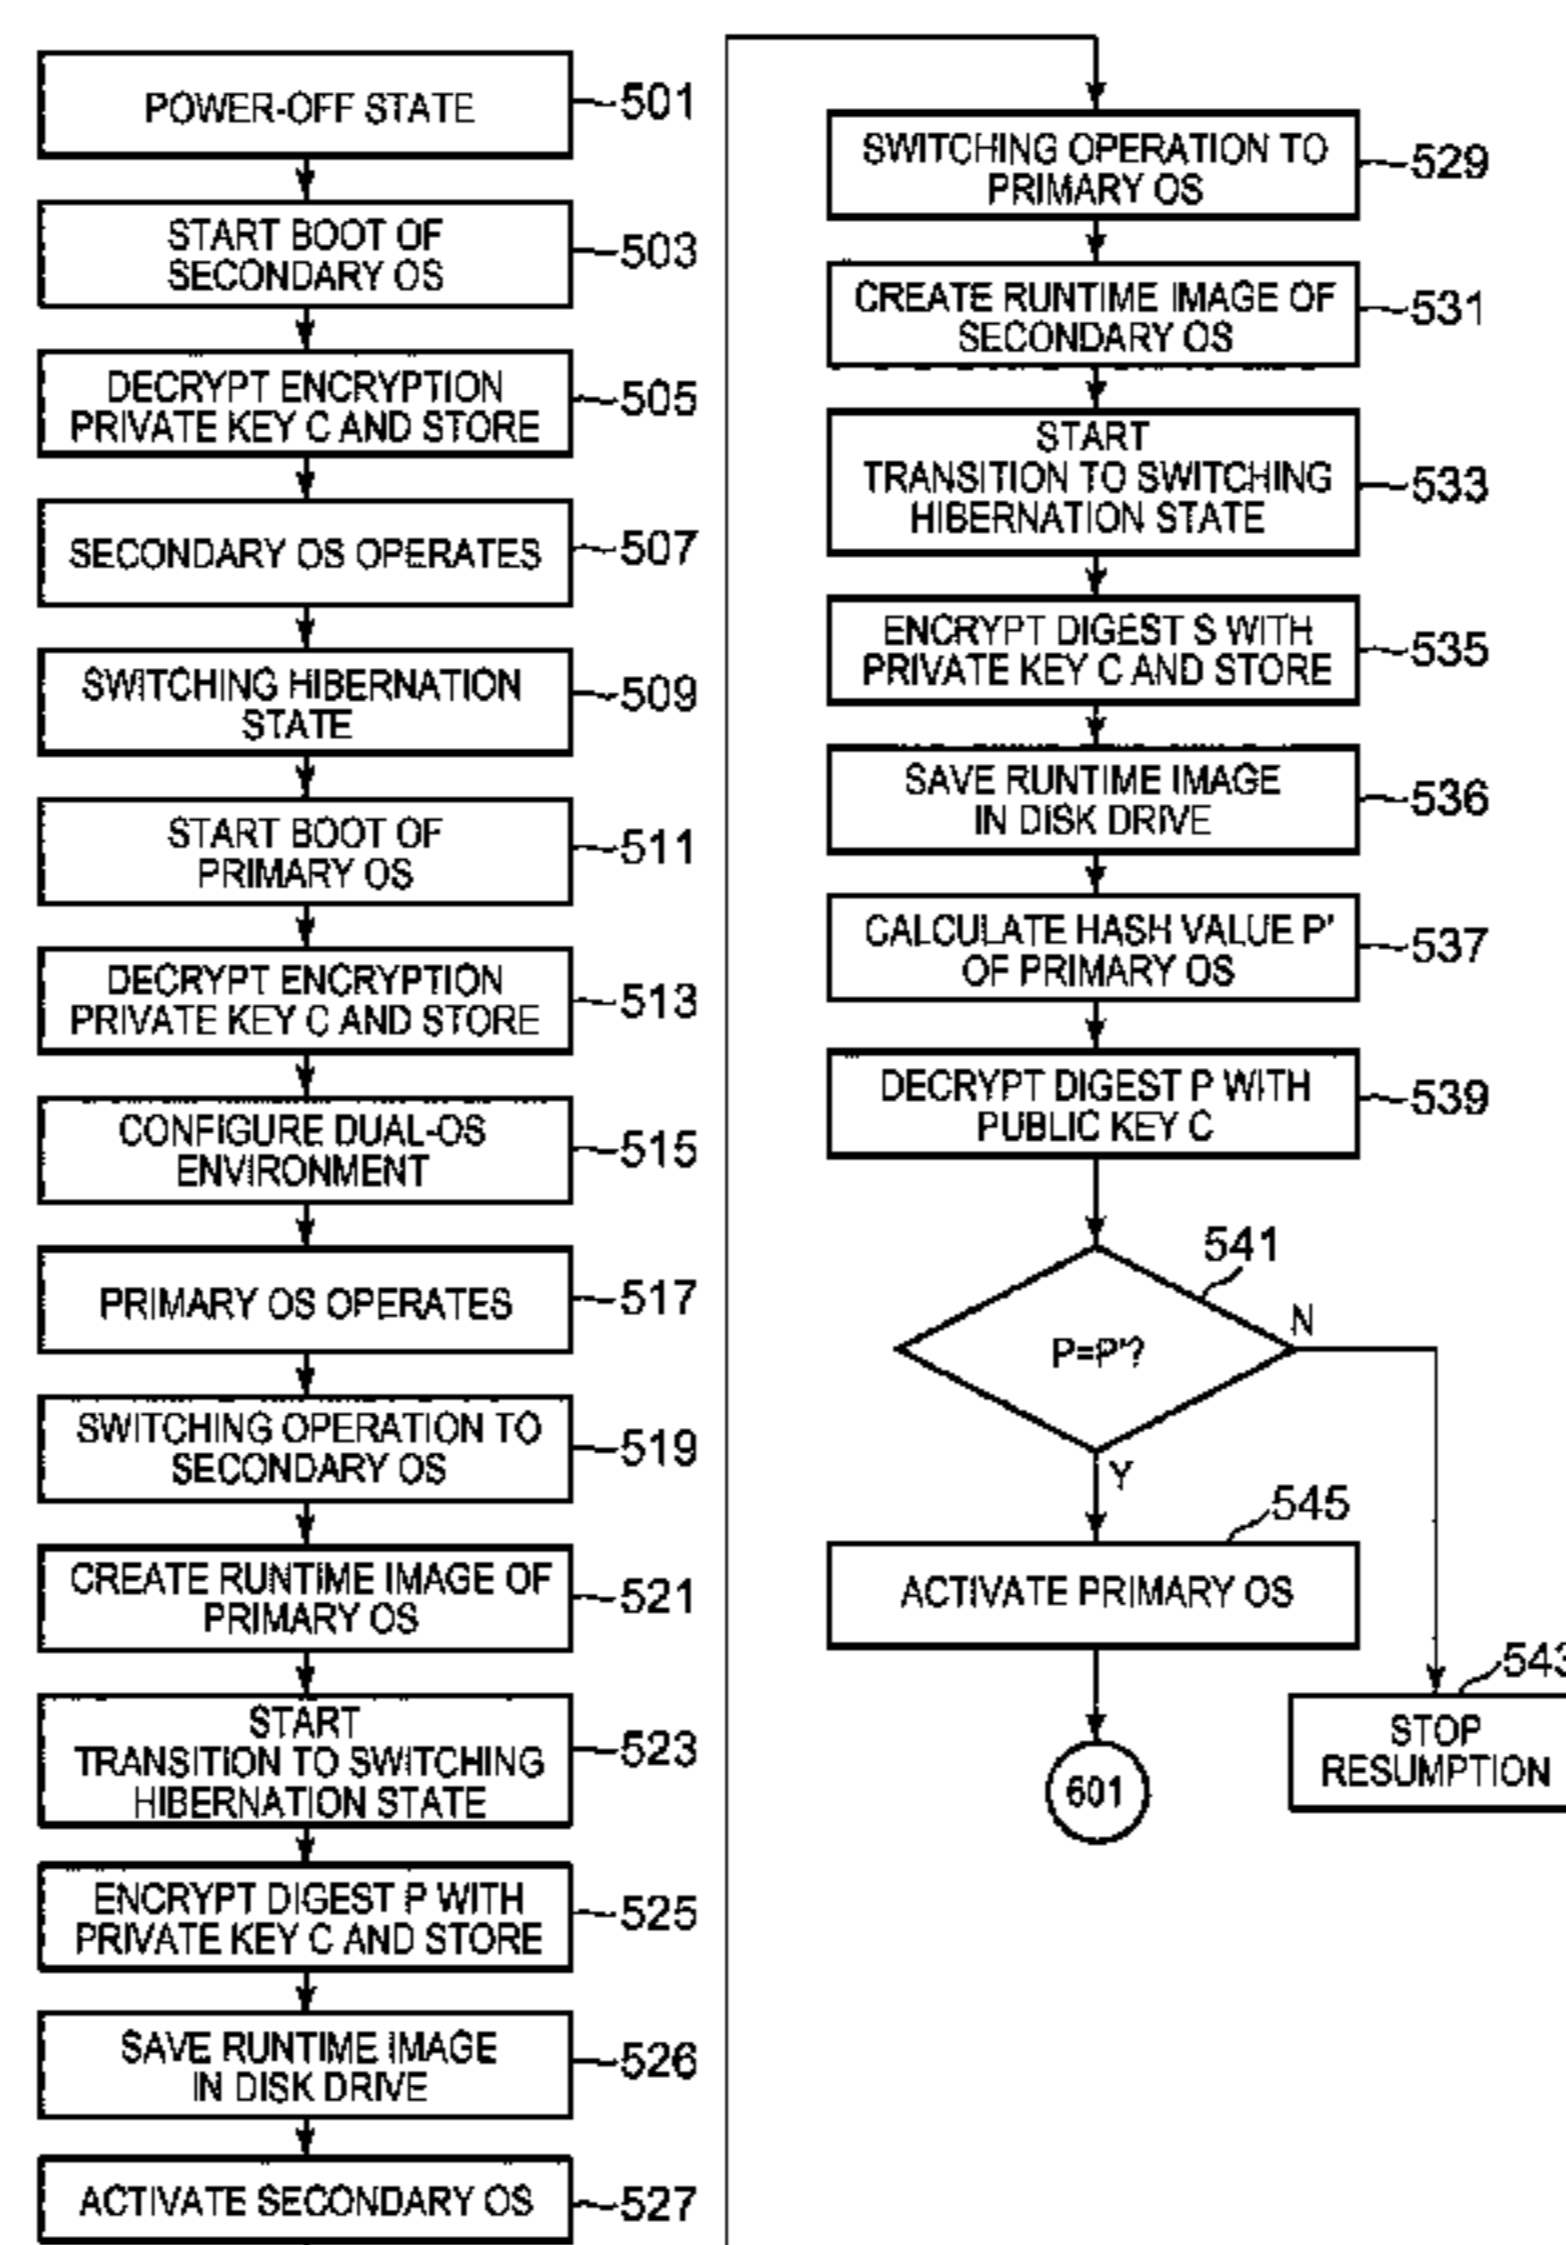 POWER-OFF STATE
501
START BOOT OF
SECONDARY OS
503
DECRYPT ENCRYPTION
PRIVATE KEY C AND STORE
505
SECONDARY OS OPERATES
507
SWITCHING HIBERNATION
STATE
509
START BOOT OF
PRIMARY OS
511
DECRYPT ENCRYPTION
PRIVATE KEY C AND STORE
513
CONFIGURE DUAL-OS
ENVIRONMENT
515
PRIMARY OS OPERATES
517
SWITCHING OPERATION TO
SECONDARY OS
519
CREATE RUNTIME IMAGE OF
PRIMARY OS
521
START
TRANSITION TO SWITCHING
HIBERNATION STATE
523
ENCRYPT DIGEST P WITH
PRIVATE KEY C AND STORE
525
SAVE RUNTIME IMAGE
IN DISK DRIVE
526
ACTIVATE SECONDARY OS
527
SWITCHING OPERATION TO
PRIMARY OS
529
CREATE RUNTIME IMAGE OF
SECONDARY OS
531
START
TRANSITION TO SWITCHING
HIBERNATION STATE
533
ENCRYPT DIGEST S WITH
PRIVATE KEY C AND STORE
535
SAVE RUNTIME IMAGE
IN DISK DRIVE
536
CALCULATE HASH VALUE P'
OF PRIMARY OS
537
DECRYPT DIGEST P WITH
PUBLIC KEY C
539
541
P=P'?
N
Y
545
ACTIVATE PRIMARY OS
543
STOP
RESUMPTION
601